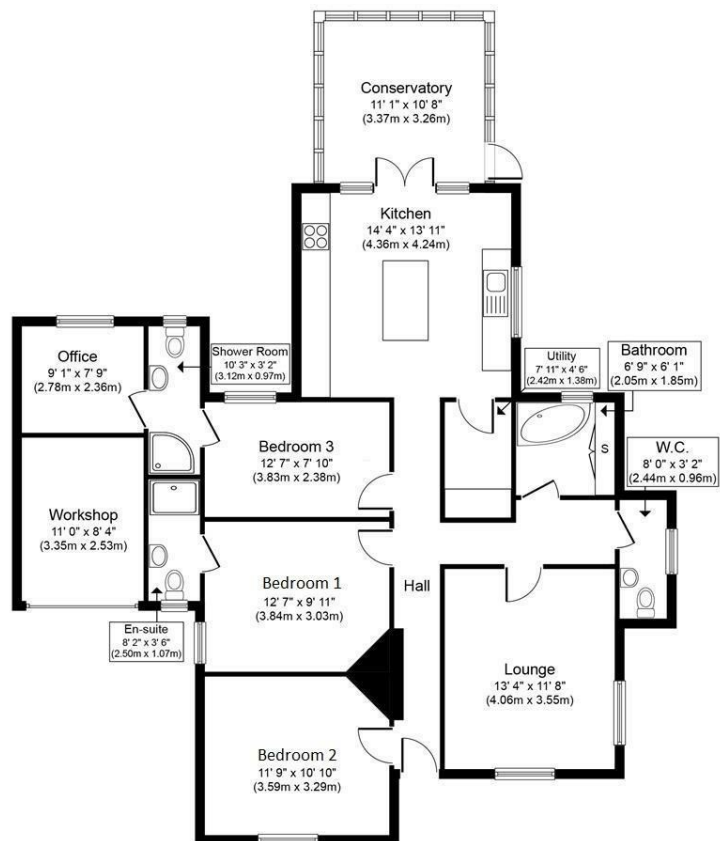 Conservatory
11' 1" x 10' 8"
(3.37m x 3.26m)
Kitchen
14' 4" x 13' 11"
(4.36m x 4.24m)
Office
9' 1" x 7' 9"
(2.78m x 2.36m)
Shower Room
10' 3" x 3' 2"
(3.12m x 0.97m)
Utility
7' 11" x 4' 6"
(2.42m x 1.38m)
Bathroom
6' 9" x 6' 1"
(2.05m x 1.85m)
S
W.C.
8' 0" x 3' 2"
(2.44m x 0.96m)
Bedroom 3
12' 7" x 7' 10"
(3.83m x 2.38m)
Workshop
11' 0" x 8' 4"
(3.35m x 2.53m)
Bedroom 1
12' 7" x 9' 11"
(3.84m x 3.03m)
Hall
En-suite
8' 2" x 3' 6"
(2.50m x 1.07m)
Lounge
13' 4" x 11' 8"
(4.06m x 3.55m)
Bedroom 2
11' 9" x 10' 10"
(3.59m x 3.29m)